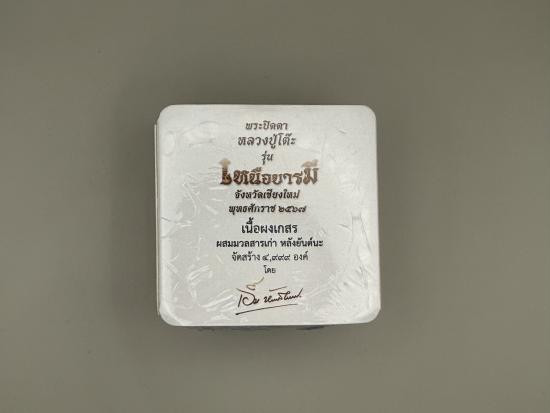 พระปิดตา
หลวงปู่โต๊ะ
รุ่น
เหนือบารมี
จังหวัดเชียงใหม่
พุทธศักราช ๒๕๖๗
เนื้อผงเกสร
ผสมมวลสารเก่า หลังยันต์นะ
จัดสร้าง ๔,๙๙๙ องค์
โดย